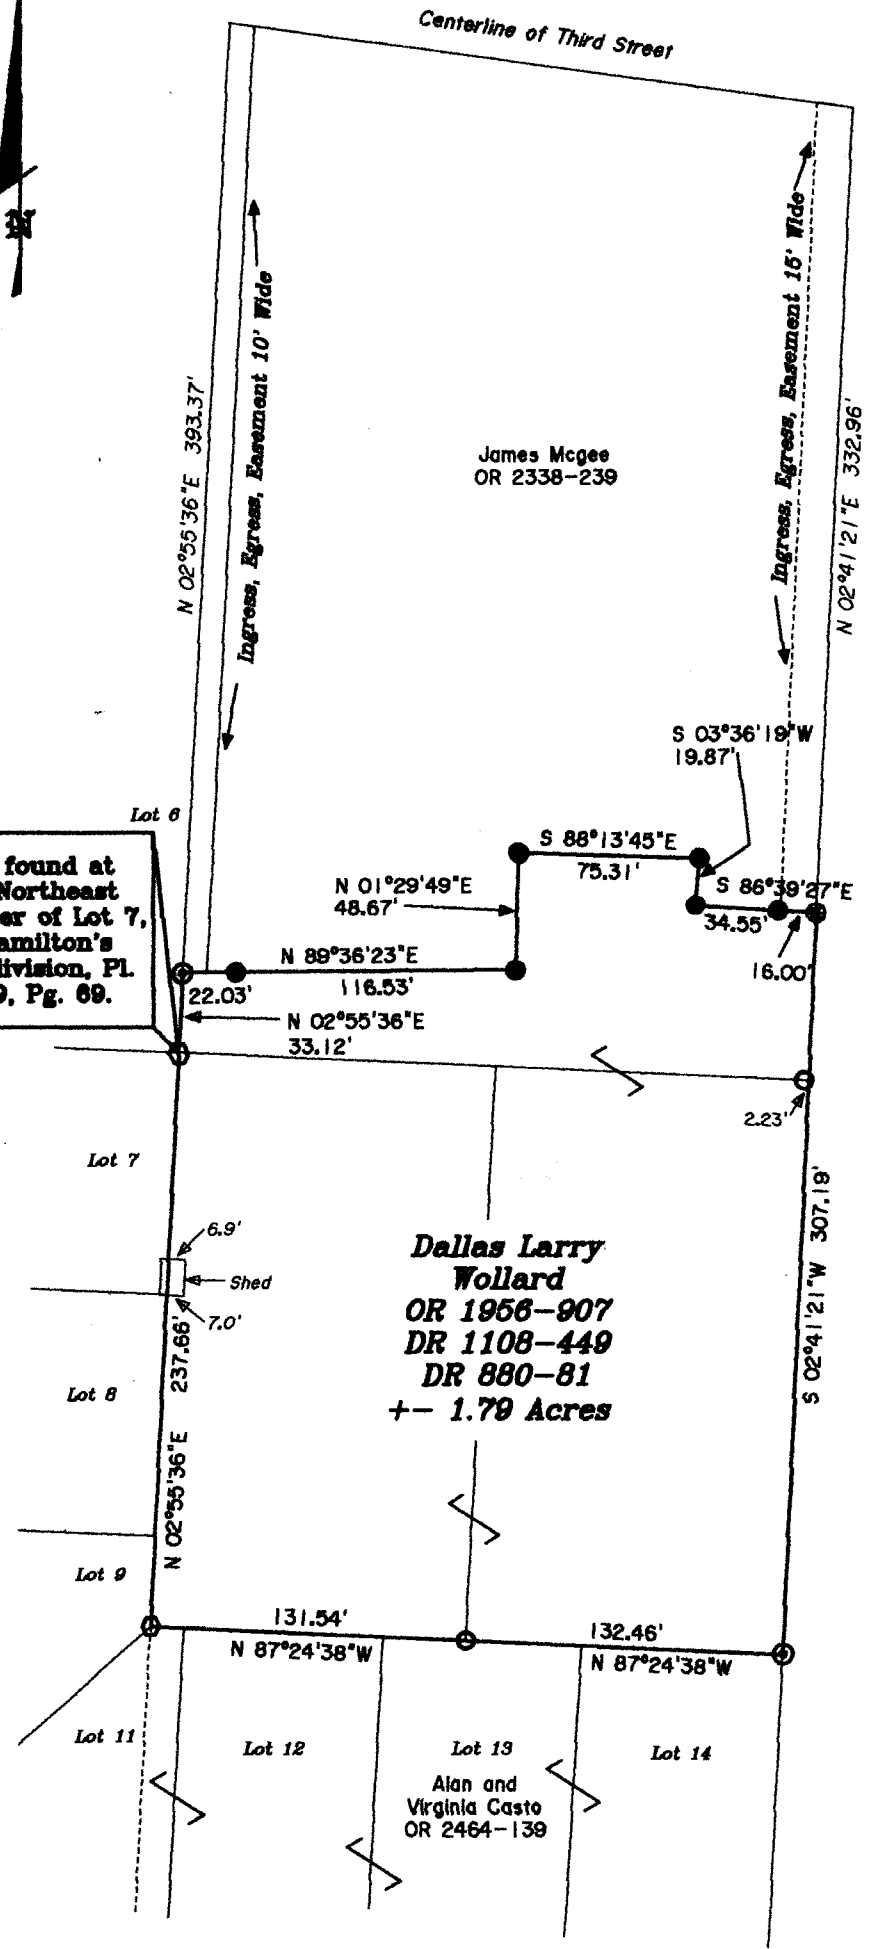 Centerline of Third Street
N 02°55'36"E 393.37'
Ingress, Egress, Easement 10' Wide
James Mcgee
OR 2338-239
Ingress, Egress, Easement 15' Wide
N 02°41'21"E 332.96'
S 03°36'19"W
19.87'
Lot 6
found at
Northeast
er of Lot 7,
amilton's
division, Pl.
9, Pg. 69.
S 88°13'45"E
75.31'
N 01°29'49"E
48.67'
S 86°39'27"E
34.55'
16.00'
N 89°36'23"E
22.03'
116.53'
N 02°55'36"E
33.12'
2.23'
Lot 7
6.9'
Shed
7.0'
Dallas Larry
Wollard
OR 1956-907
DR 1108-449
DR 880-81
+- 1.79 Acres
S 02°41'21"W 307.19'
Lot 8
N 02°55'36"E 237.66'
Lot 9
131.54'
N 87°24'38"W
132.46'
N 87°24'38"W
Lot 11
Lot 12
Lot 13
Lot 14
Alan and
Virginia Casto
OR 2464-139